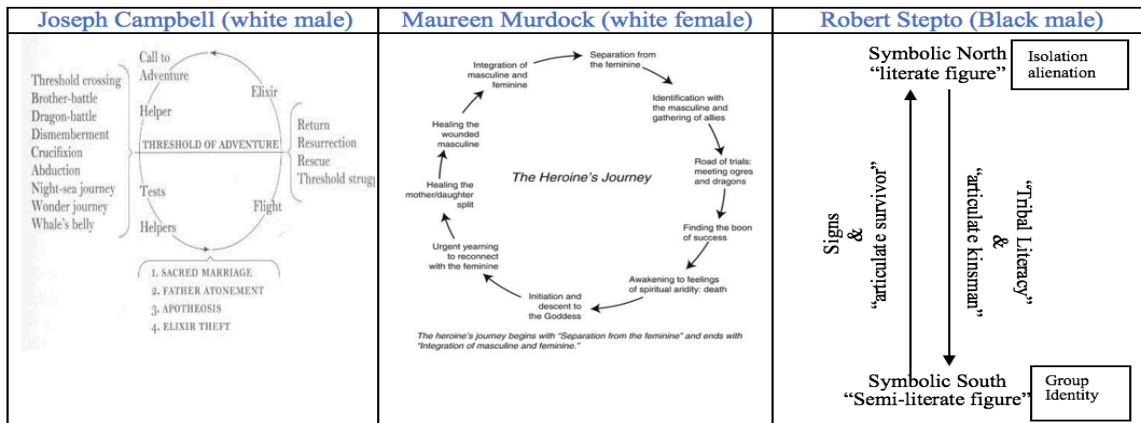 Joseph Campbell (white male)
Call to
Adventure
Threshold crossing
Brother-battle
Dragon-battle
Dismemberment
Crucifixion
Abduction
Night-sea journey
Wonder journey
Whale's belly
Helper
Elixir
THRESHOLD OF ADVENTURE
Return
Resurrection
Rescue
Threshold strugg
Tests
Flight
Helpers
1. SACRED MARRIAGE
2. FATHER ATONEMENT
3. APOTHEOSIS
4. ELIXIR THEFT
Maureen Murdock (white female)
Separation from
the feminine
Identification with
the masculine and
gathering of allies
Road of trials:
meeting ogres
and dragons
Finding the boon
of success
Awakening to feelings
of spiritual aridity: death
Initiation and
descent to
the Goddess
Urgent yearning
to reconnect
with the feminine
Healing the
mother/daughter
split
Healing
the wounded
masculine
Integration of
masculine and
feminine
The Heroine's Journey
The heroine's journey begins with "Separation from the feminine" and ends with
"Integration of masculine and feminine."
Robert Stepto (Black male)
Symbolic North
“literate figure”
Isolation
alienation
Signs
&
“articulate survivor”
“Tribal Literacy”
&
“articulate kinsman”
Symbolic South
“Semi-literate figure”
Group
Identity